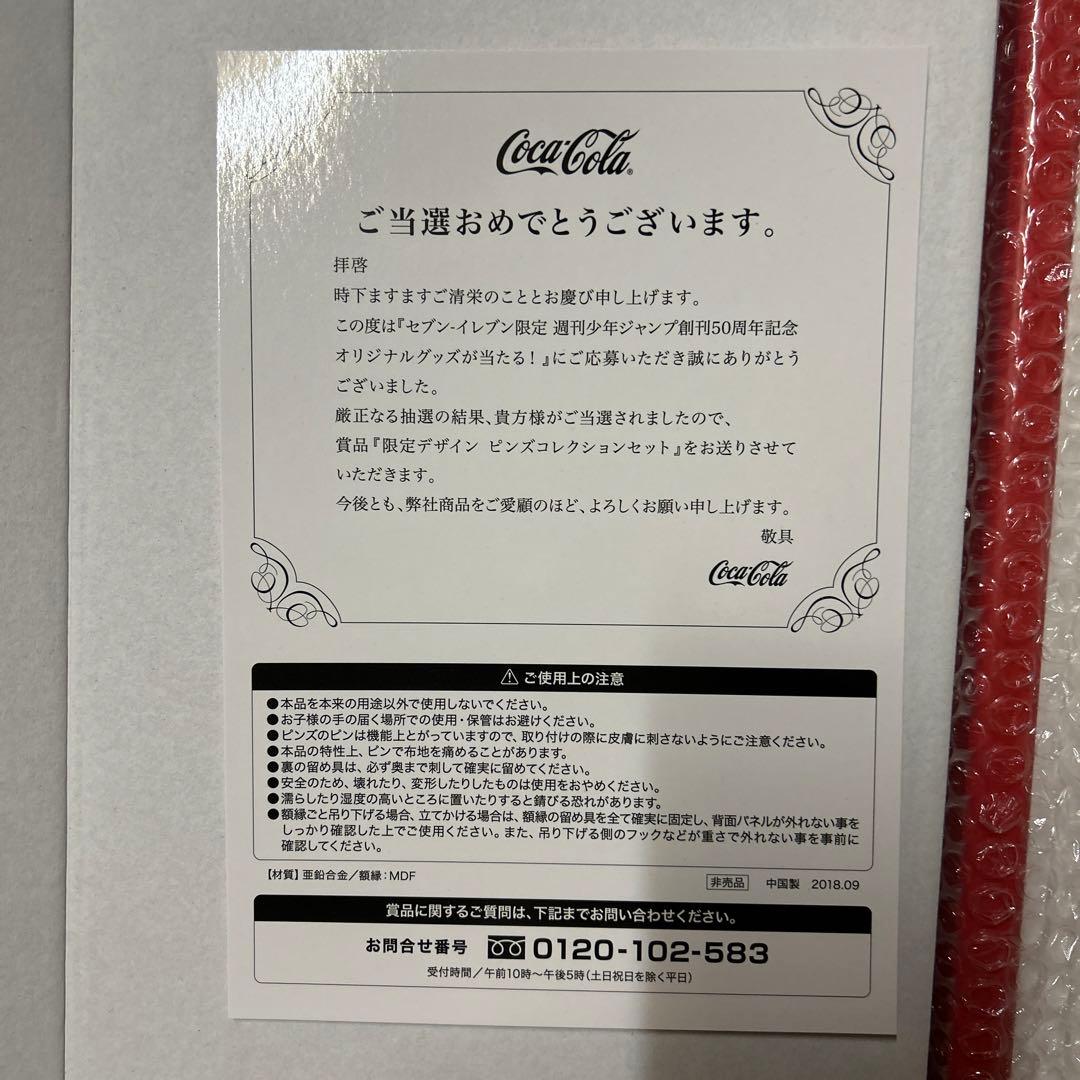 Coca-Cola®
ご当選おめでとうございます。
拝啓
時下ますますご清栄のこととお慶び申し上げます。
この度は『セブン-イレブン限定 週刊少年ジャンプ創刊50周年記念
オリジナルグッズが当たる！』にご応募いただき誠にありがとう
ございました。
厳正なる抽選の結果、貴方様がご当選されましたので、
賞品『限定デザイン ピンズコレクションセット』をお送りさせて
いただきます。
今後とも、弊社商品をご愛顧のほど、よろしくお願い申し上げます。
敬具
Coca-Cola
⚠ ご使用上の注意
●本品を本来の用途以外で使用しないでください。
●お子様の手の届く場所での使用・保管はお避けください。
●ピンズのピンは機能上とがっていますので、取り付けの際に皮膚に刺さないようにご注意ください。
●本品の特性上、ピンで布地を痛めることがあります。
●裏の留め具は、必ず奥まで刺して確実に留めてください。
●安全のため、壊れたり、変形したりしたものは使用をおやめください。
●濡らしたり湿度の高いところに置いたりすると錆びる恐れがあります。
●額縁ごと吊り下げる場合、立てかける場合は、額縁の留め具を全て確実に固定し、背面パネルが外れない事を
しっかり確認した上でご使用ください。また、吊り下げる側のフックなどが重さで外れない事を事前に
確認してください。
【材質】亜鉛合金／額縁：MDF
非売品 中国製 2018.09
賞品に関するご質問は、下記までお問い合わせください。
お問合せ番号 0120-102-583
受付時間／午前10時～午後5時（土日祝日を除く平日）